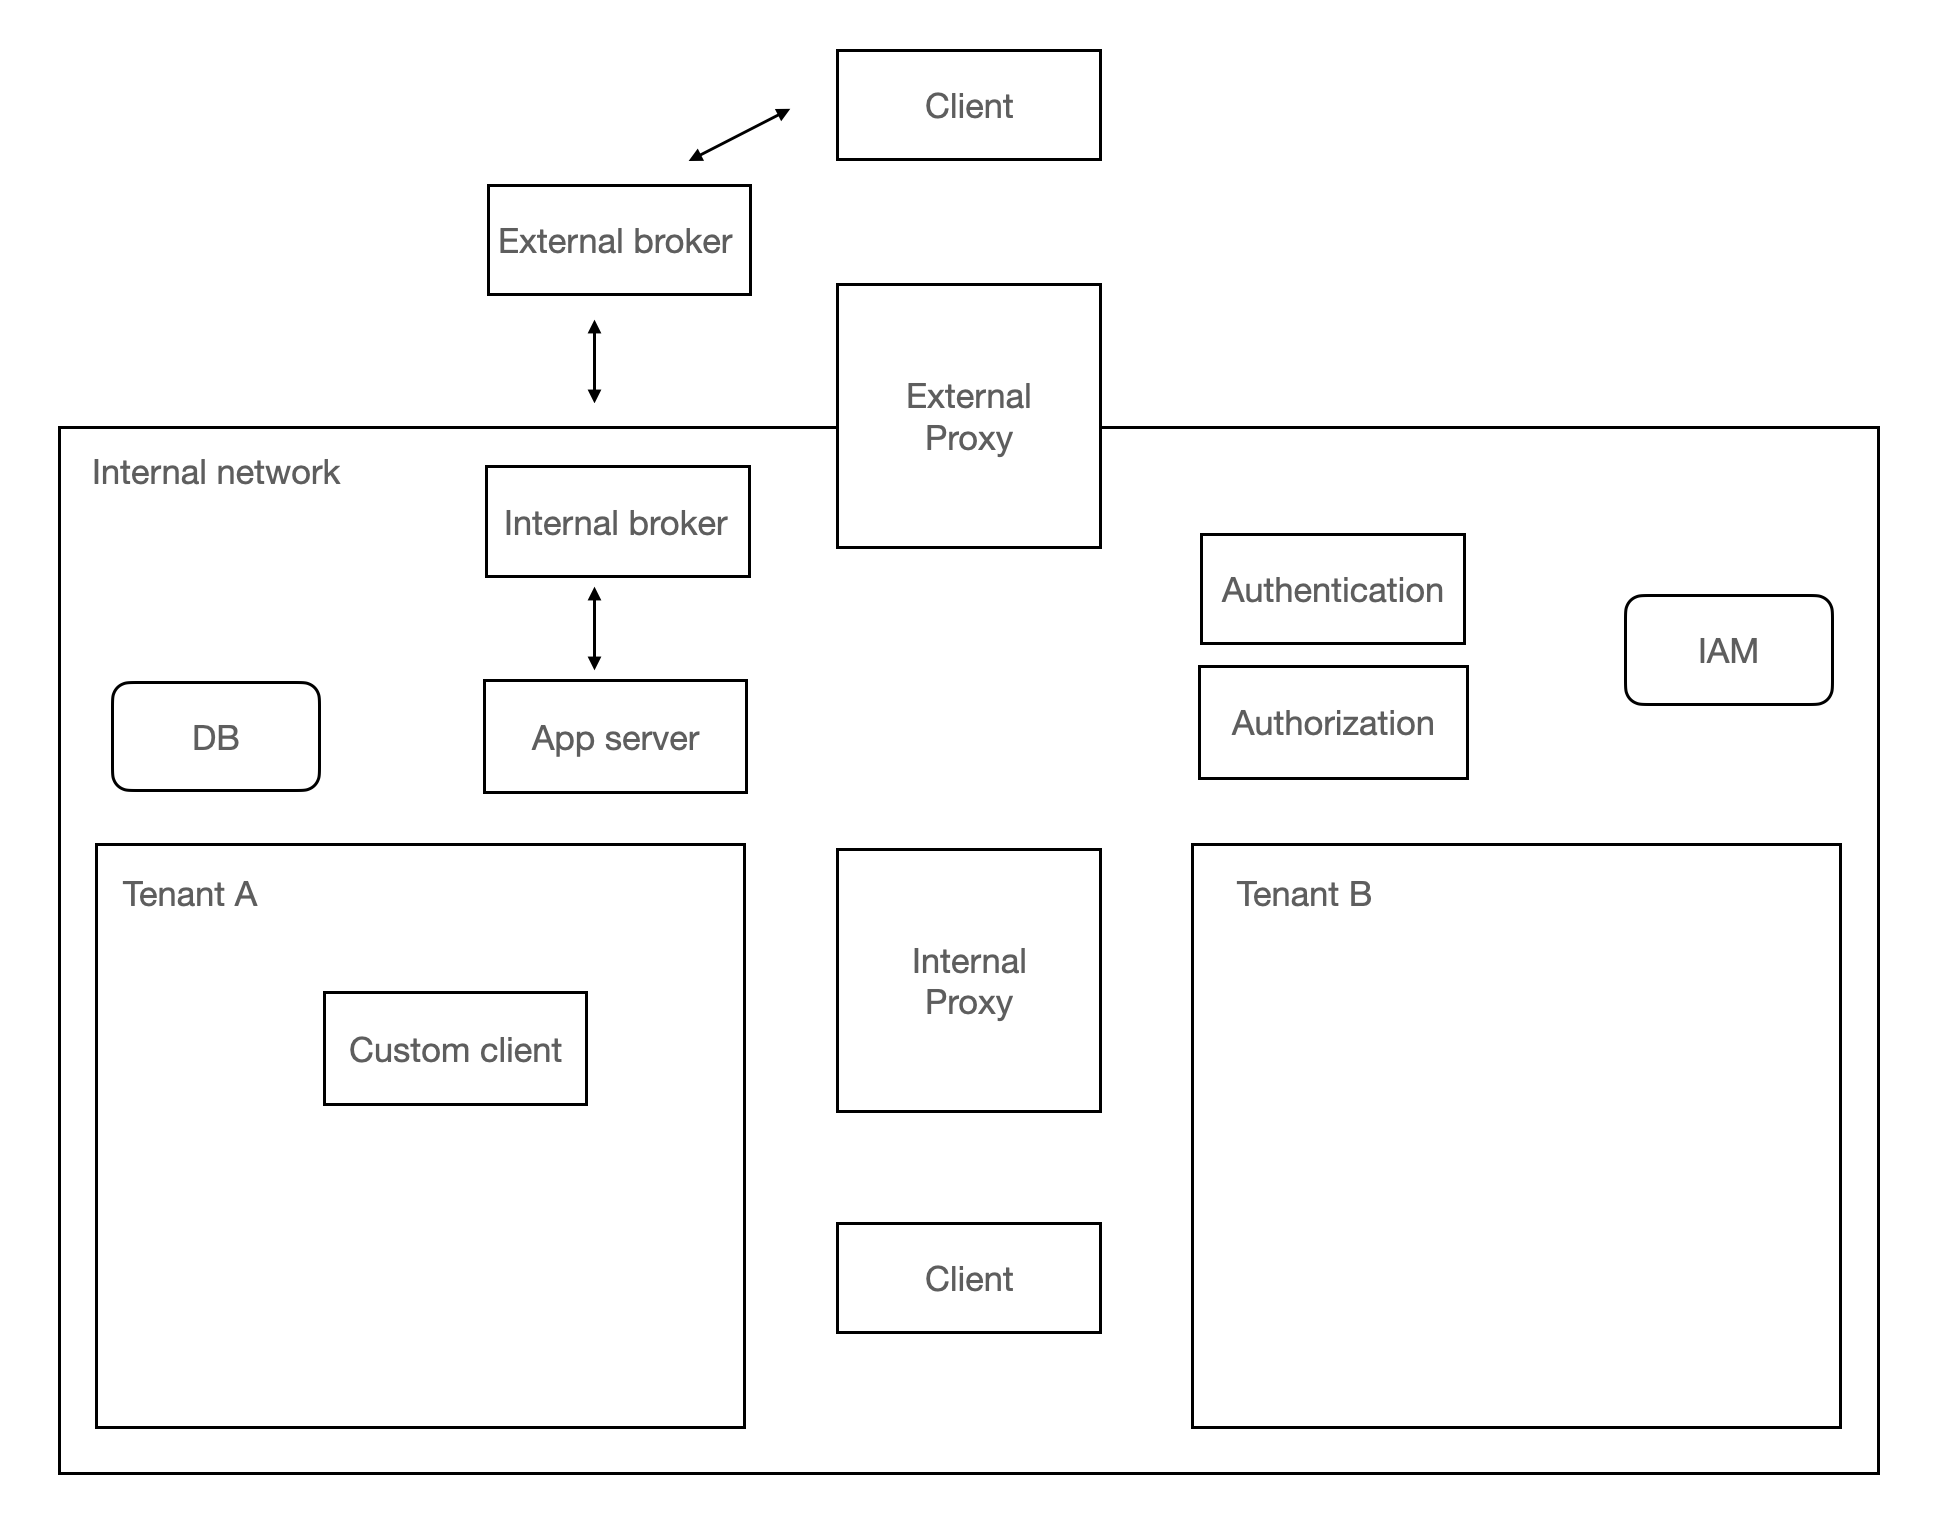 Client
External broker
External
Proxy
Internal network
Internal broker
Authentication
IAM
Authorization
DB
App server
Tenant A
Tenant B
Internal
Proxy
Custom client
Client